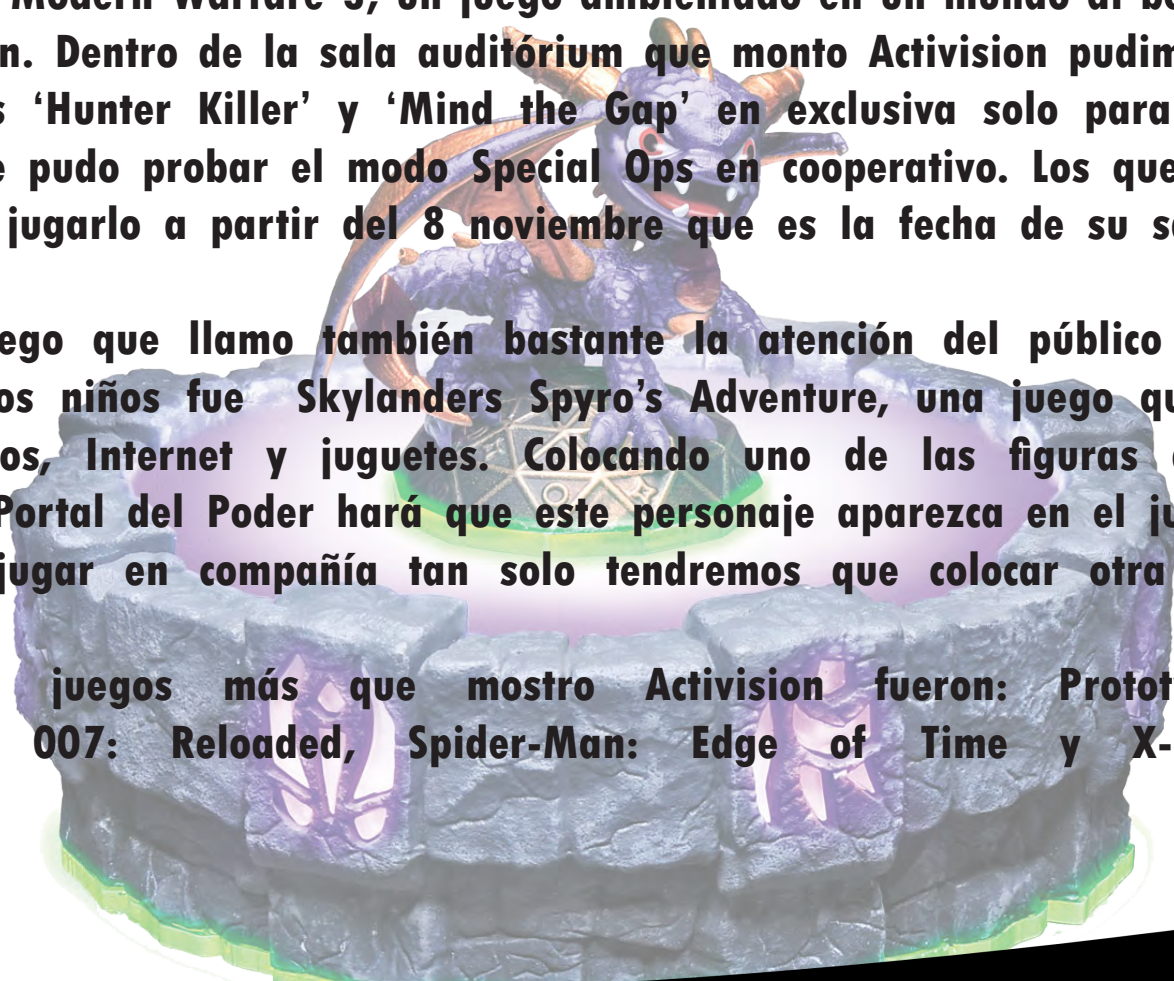 Modern Warfare 3, un juego ambientado en un mundo al b
n. Dentro de la sala auditórium que monto Activision pudim
s ‘Hunter Killer’ y ‘Mind the Gap’ en exclusiva solo para
e pudo probar el modo Special Ops en cooperativo. Los que
jugarlo a partir del 8 noviembre que es la fecha de su s
ego que llamo también bastante la atención del público
os niños fue Skylanders Spyro’s Adventure, una juego qu
os, Internet y juguetes. Colocando uno de las figuras
Portal del Poder hará que este personaje aparezca en el ju
jugar en compañía tan solo tendremos que colocar otra
juegos más que mostro Activision fueron: Protot
007: Reloaded, Spider-Man: Edge of Time y X-